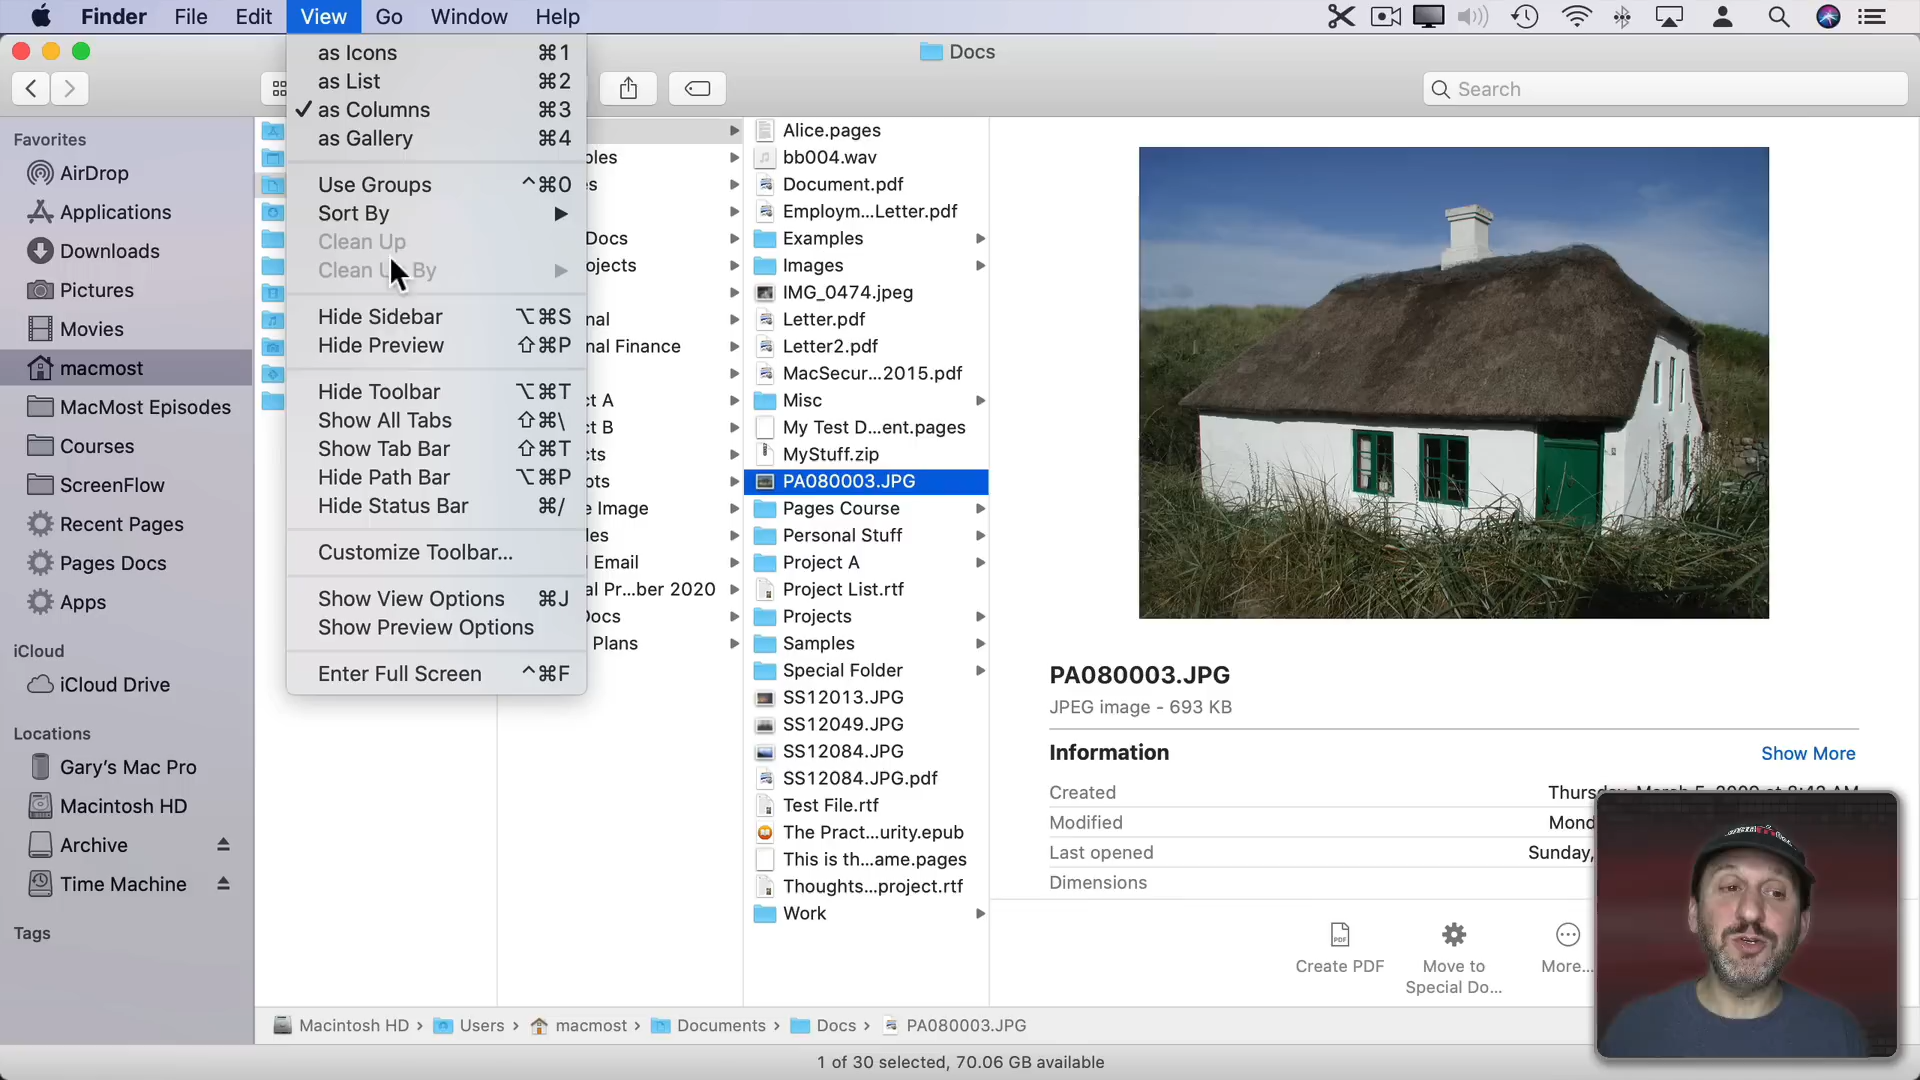 Finder File Edit View Go Window Help
Docs
Search
as Icons ⌘1
as List ⌘2
✓ as Columns ⌘3
as Gallery ⌘4
Use Groups ^⌘0
Sort By
Clean Up
Clean Up By
Hide Sidebar ⌥⌘S
Hide Preview ⇧⌘P
Hide Toolbar ⌥⌘T
Show All Tabs ⇧⌘\
Show Tab Bar ⇧⌘T
Hide Path Bar ⌥⌘P
Hide Status Bar ⌘/
Customize Toolbar...
Show View Options ⌘J
Show Preview Options
Enter Full Screen ^⌘F
Favorites
AirDrop
Applications
Downloads
Pictures
Movies
macmost
MacMost Episodes
Courses
ScreenFlow
Recent Pages
Pages Docs
Apps
iCloud
iCloud Drive
Locations
Gary's Mac Pro
Macintosh HD
Archive
Time Machine
Tags
Docs
ojects
nal
nal Finance
ct A
ct B
cts
pts
e Image
les
l Email
al Pr...ber 2020
Docs
Plans
Alice.pages
bb004.wav
Document.pdf
Employm...Letter.pdf
Examples
Images
IMG_0474.jpeg
Letter.pdf
Letter2.pdf
MacSecur...2015.pdf
Misc
My Test D...ent.pages
MyStuff.zip
PA080003.JPG
Pages Course
Personal Stuff
Project A
Project List.rtf
Projects
Samples
Special Folder
SS12013.JPG
SS12049.JPG
SS12084.JPG
SS12084.JPG.pdf
Test File.rtf
The Pract...urity.epub
This is th...ame.pages
Thoughts...project.rtf
Work
PA080003.JPG
JPEG image - 693 KB
Information Show More
Created
Modified Mond
Last opened Sunday,
Dimensions
Create PDF
Move to
Special Do...
More...
Macintosh HD › Users › macmost › Documents › Docs › PA080003.JPG
1 of 30 selected, 70.06 GB available